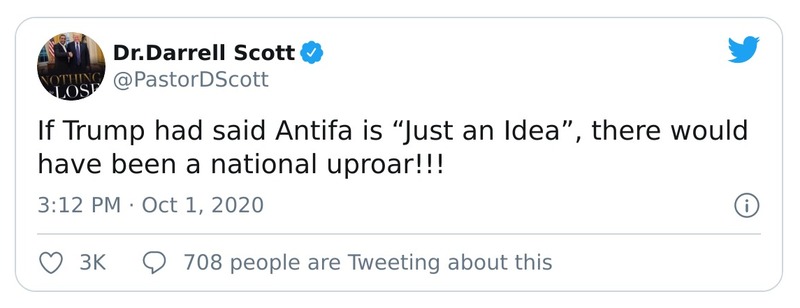 NOTHING
LOSE
Dr.Darrell Scott
@PastorDScott
If Trump had said Antifa is “Just an Idea”, there would
have been a national uproar!!!
3:12 PM · Oct 1, 2020
3K 708 people are Tweeting about this